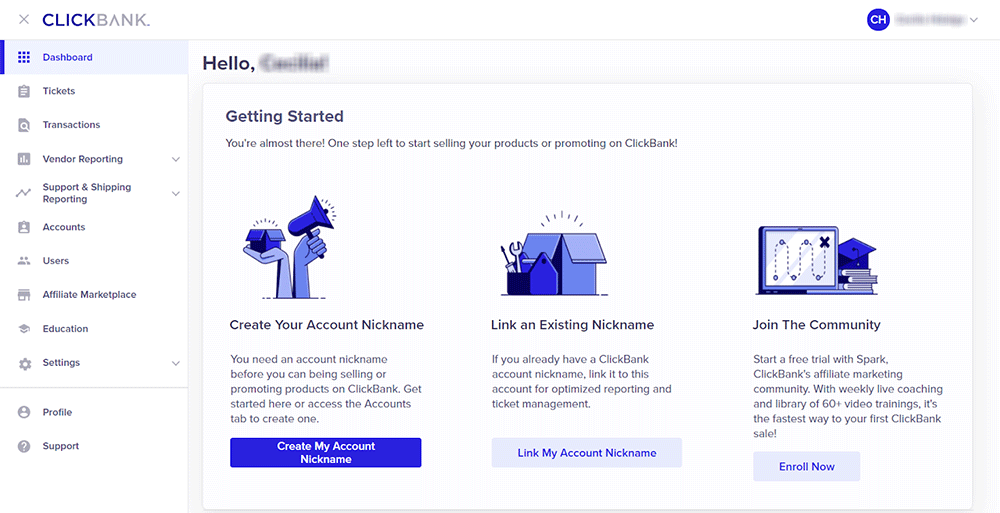 CLICKBANK.
CH
Dashboard
Tickets
Transactions
Vendor Reporting
Support & Shipping
Reporting
Accounts
Users
Affiliate Marketplace
Education
Settings
Profile
Support
Hello,
Getting Started
You're almost there! One step left to start selling your products or promoting on ClickBank!
Create Your Account Nickname
You need an account nickname
before you can being selling or
promoting products on ClickBank. Get
started here or access the Accounts
tab to create one.
Create My Account
Nickname
Link an Existing Nickname
If you already have a ClickBank
account nickname, link it to this
account for optimized reporting and
ticket management.
Link My Account Nickname
Join The Community
Start a free trial with Spark,
ClickBank's affiliate marketing
community. With weekly live coaching
and library of 60+ video trainings, it's
the fastest way to your first ClickBank
sale!
Enroll Now